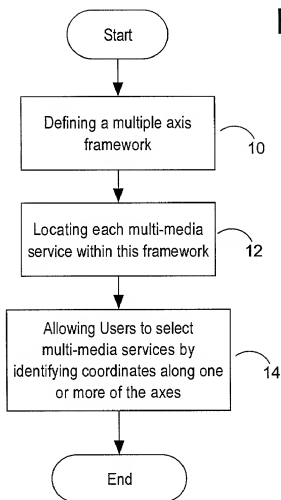 Start
Defining a multiple axis
framework
10
Locating each multi-media
service within this framework
12
Allowing Users to select
multi-media services by
identifying coordinates along one
or more of the axes
14
End